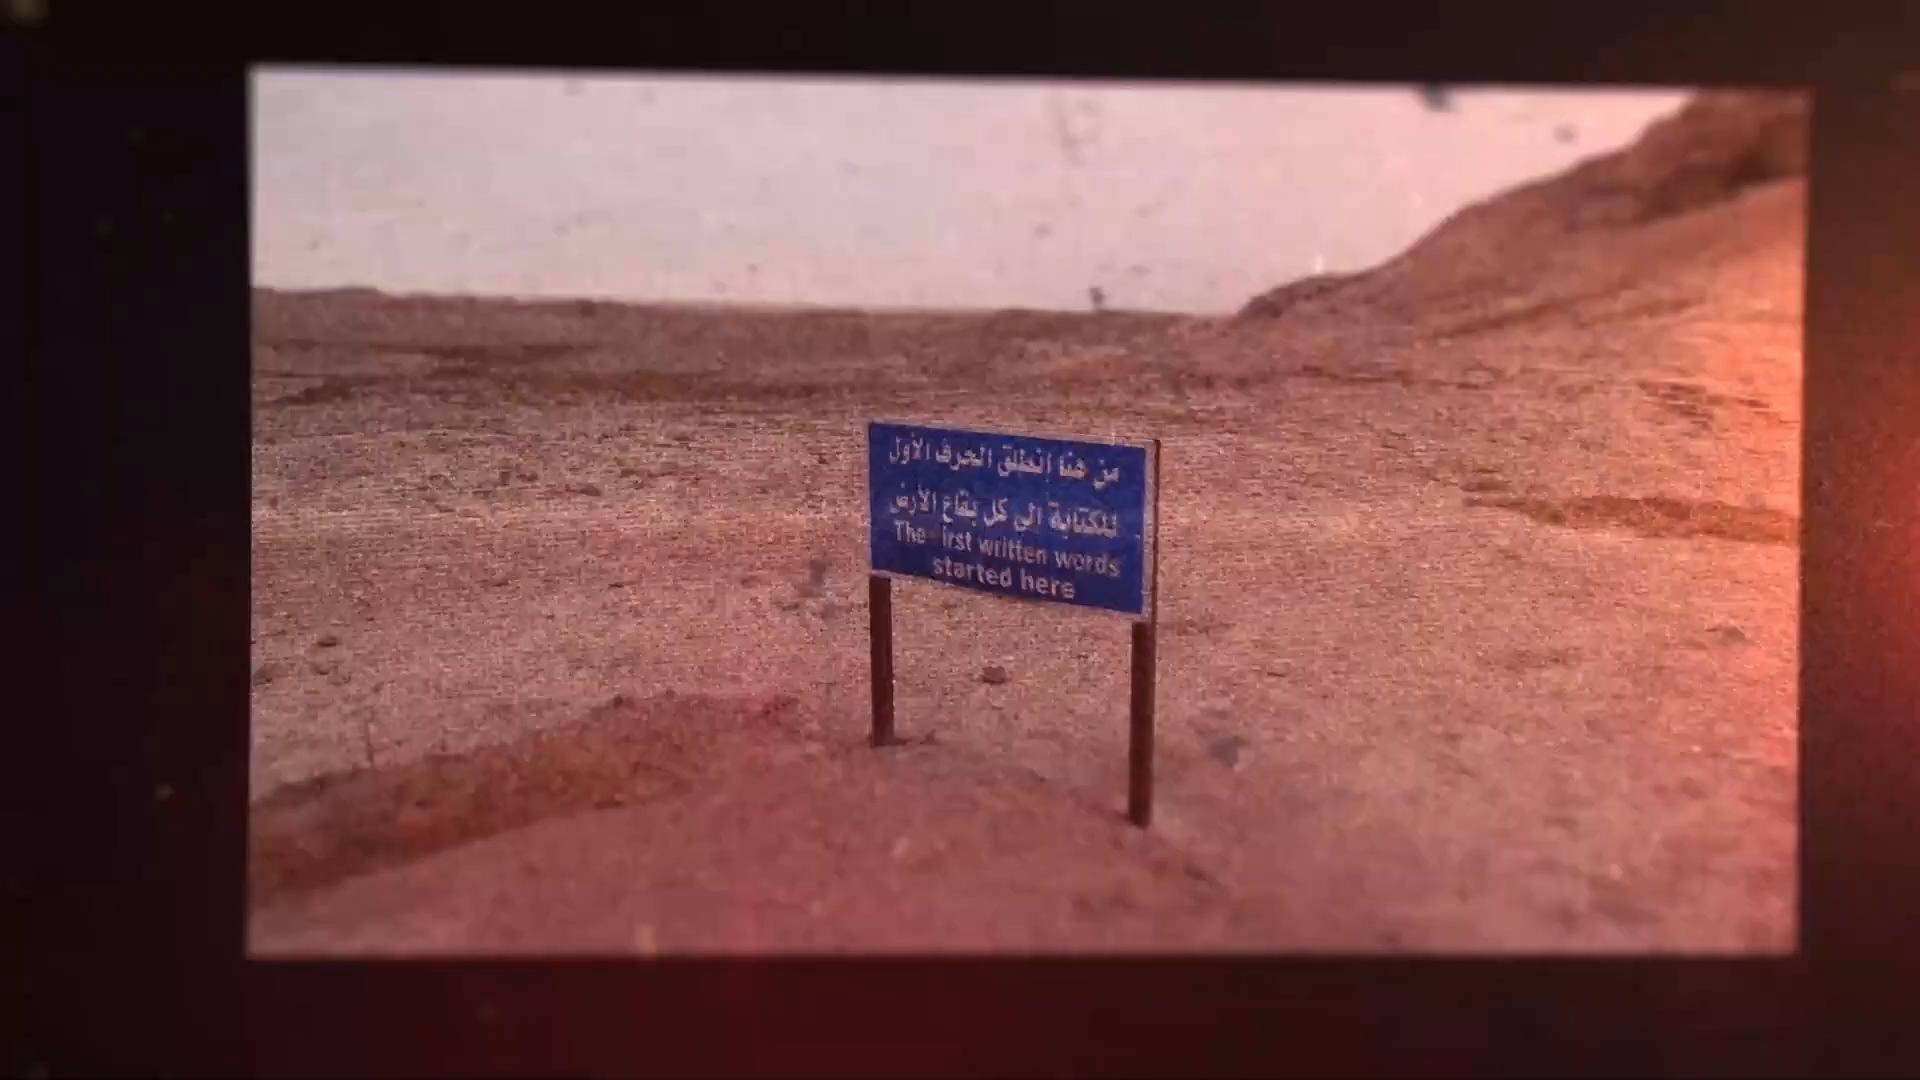 من هنا انطلق الحرف الأول
للكتابة الى كل بقاع الأرض
The first written words
started here